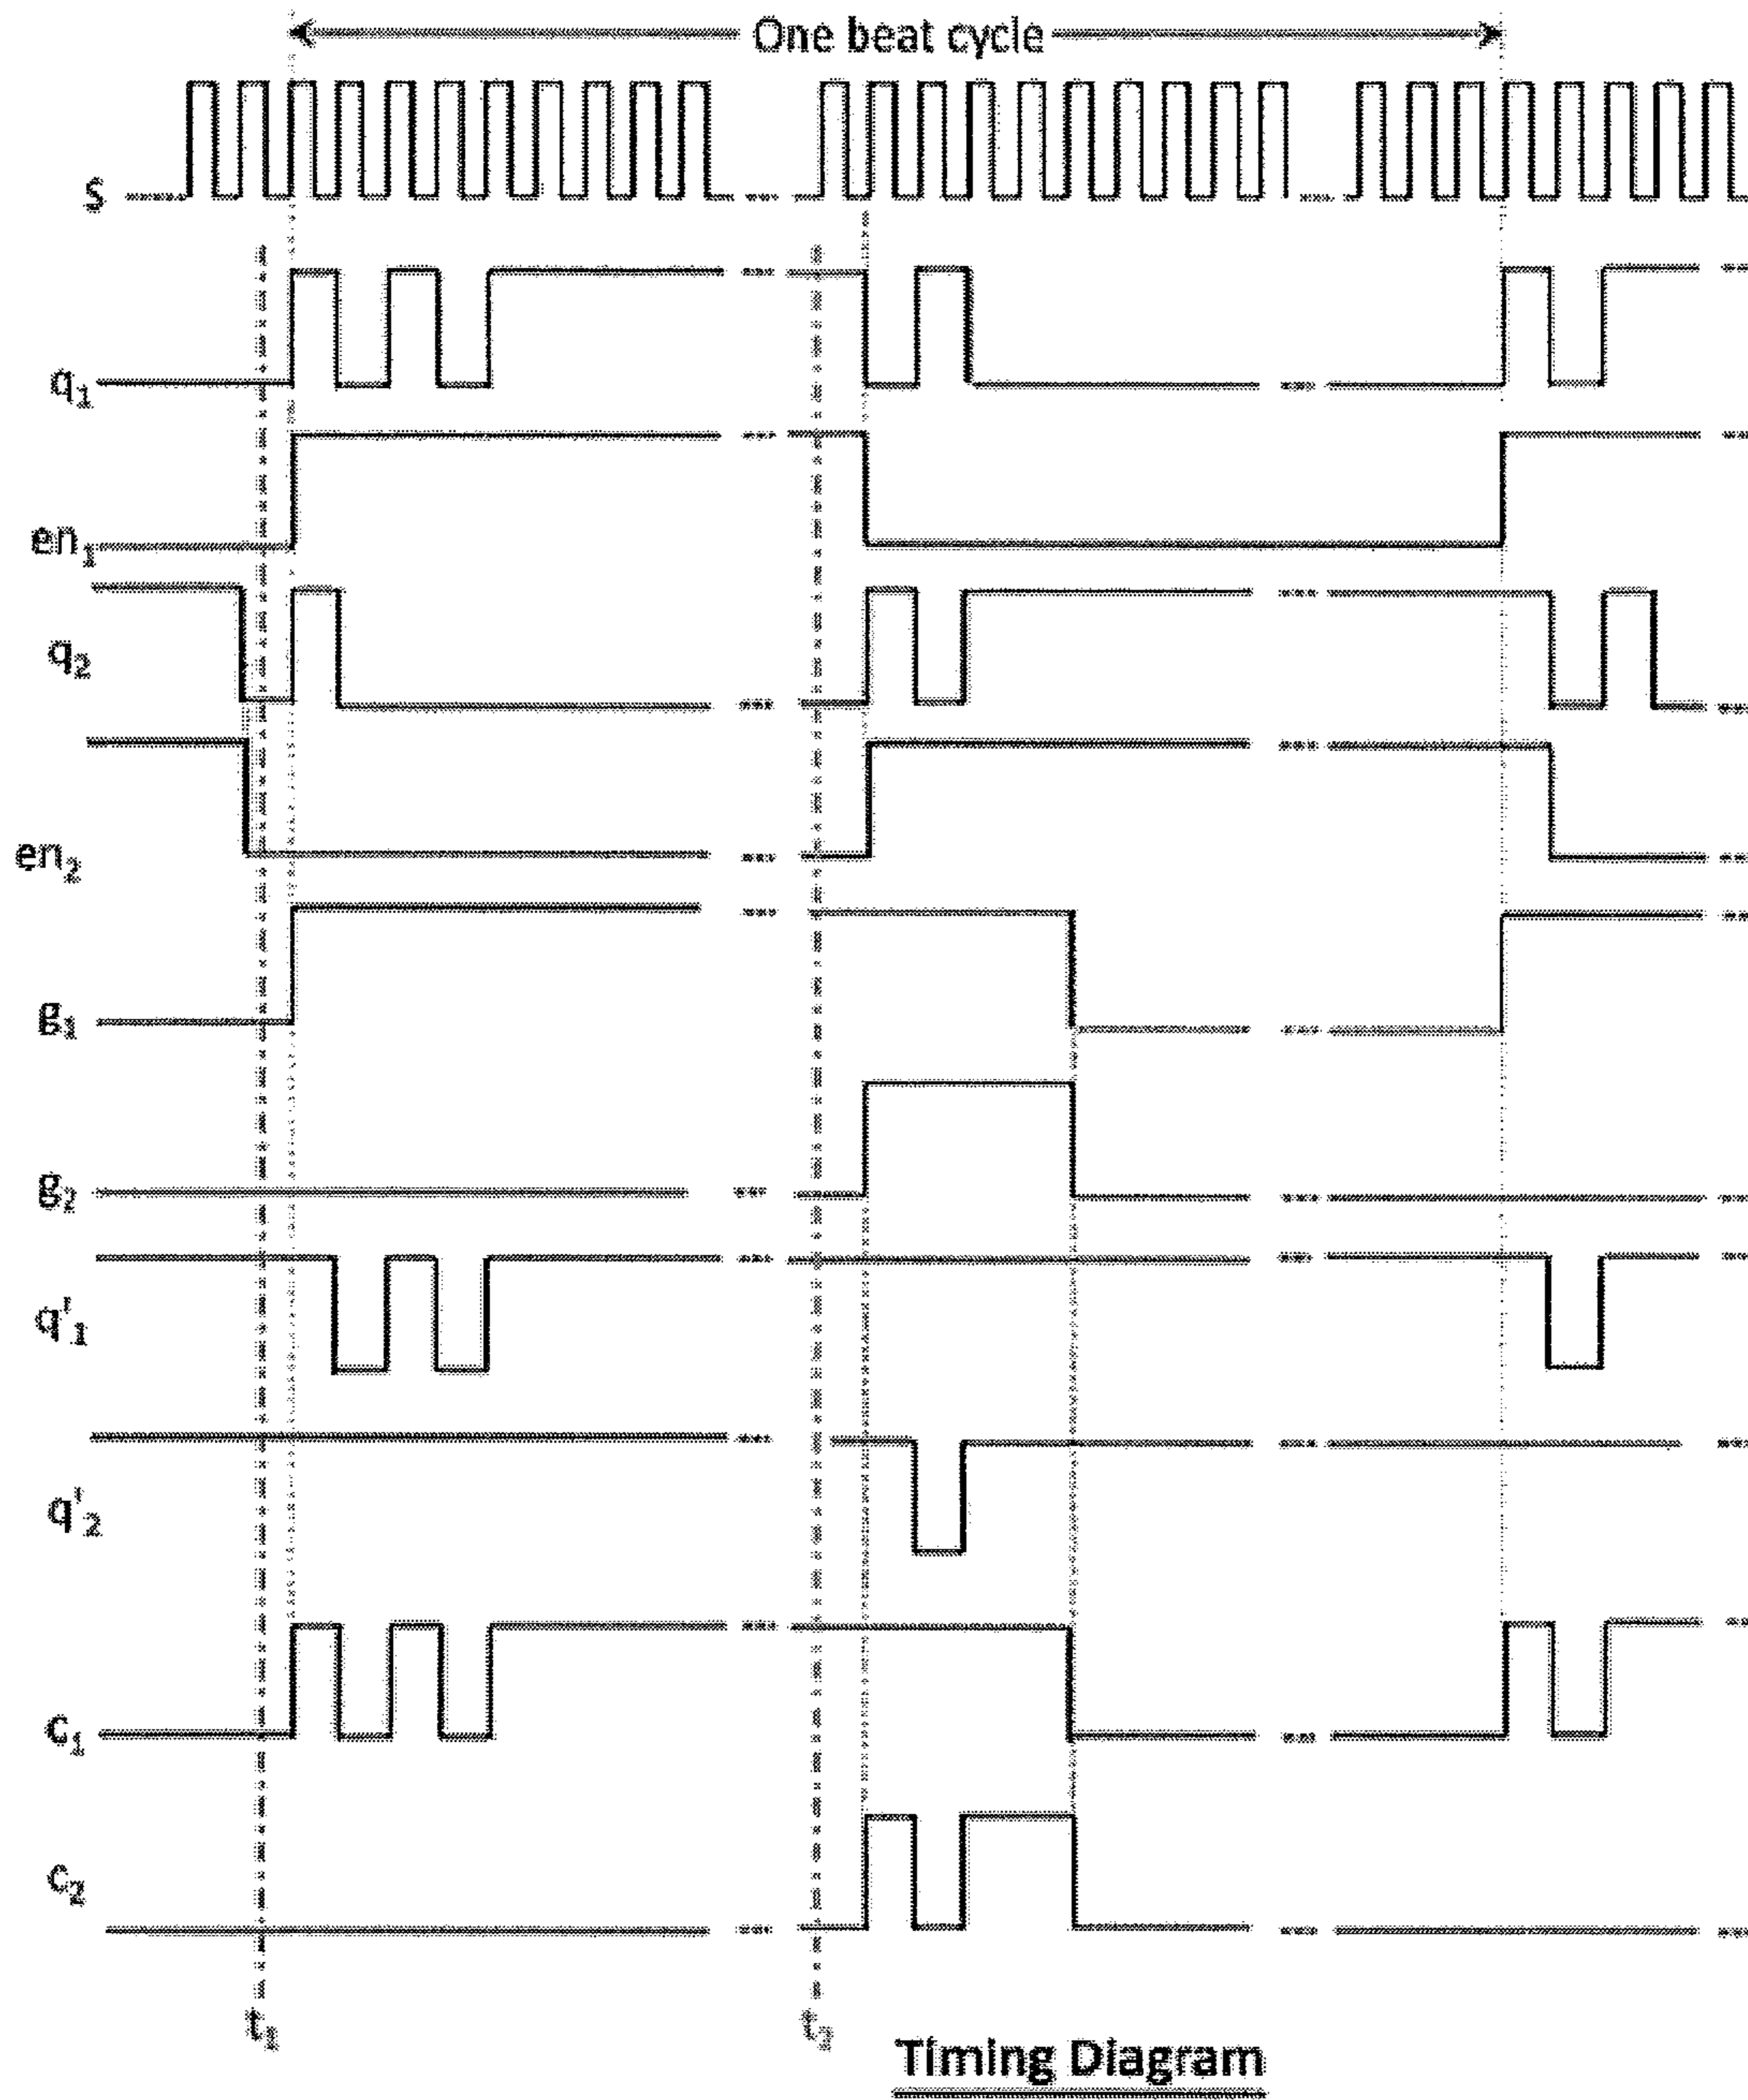 One beat cycle
S
q₁
en₁
q₂
en₂
g₁
g₂
q'₁
q'₂
c₁
c₂
t₁ t₂
Timing Diagram